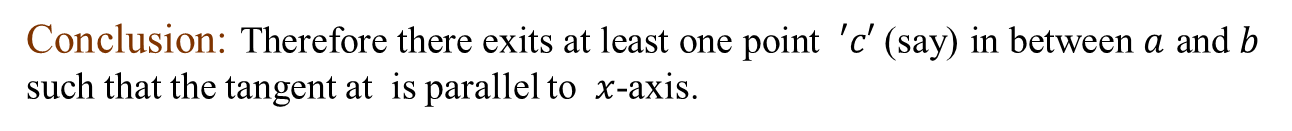 Conclusion: Therefore there exits at least one point 'c' (say) in between a and b
such that the tangent at is parallel to x-axis.